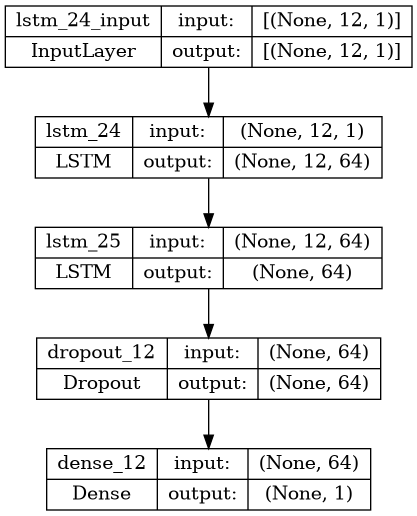 lstm_24_input input: [(None, 12, 1)]
InputLayer output: [(None, 12, 1)]
lstm_24 input: (None, 12, 1)
LSTM output: (None, 12, 64)
lstm_25 input: (None, 12, 64)
LSTM output: (None, 64)
dropout_12 input: (None, 64)
Dropout output: (None, 64)
dense_12 input: (None, 64)
Dense output: (None, 1)